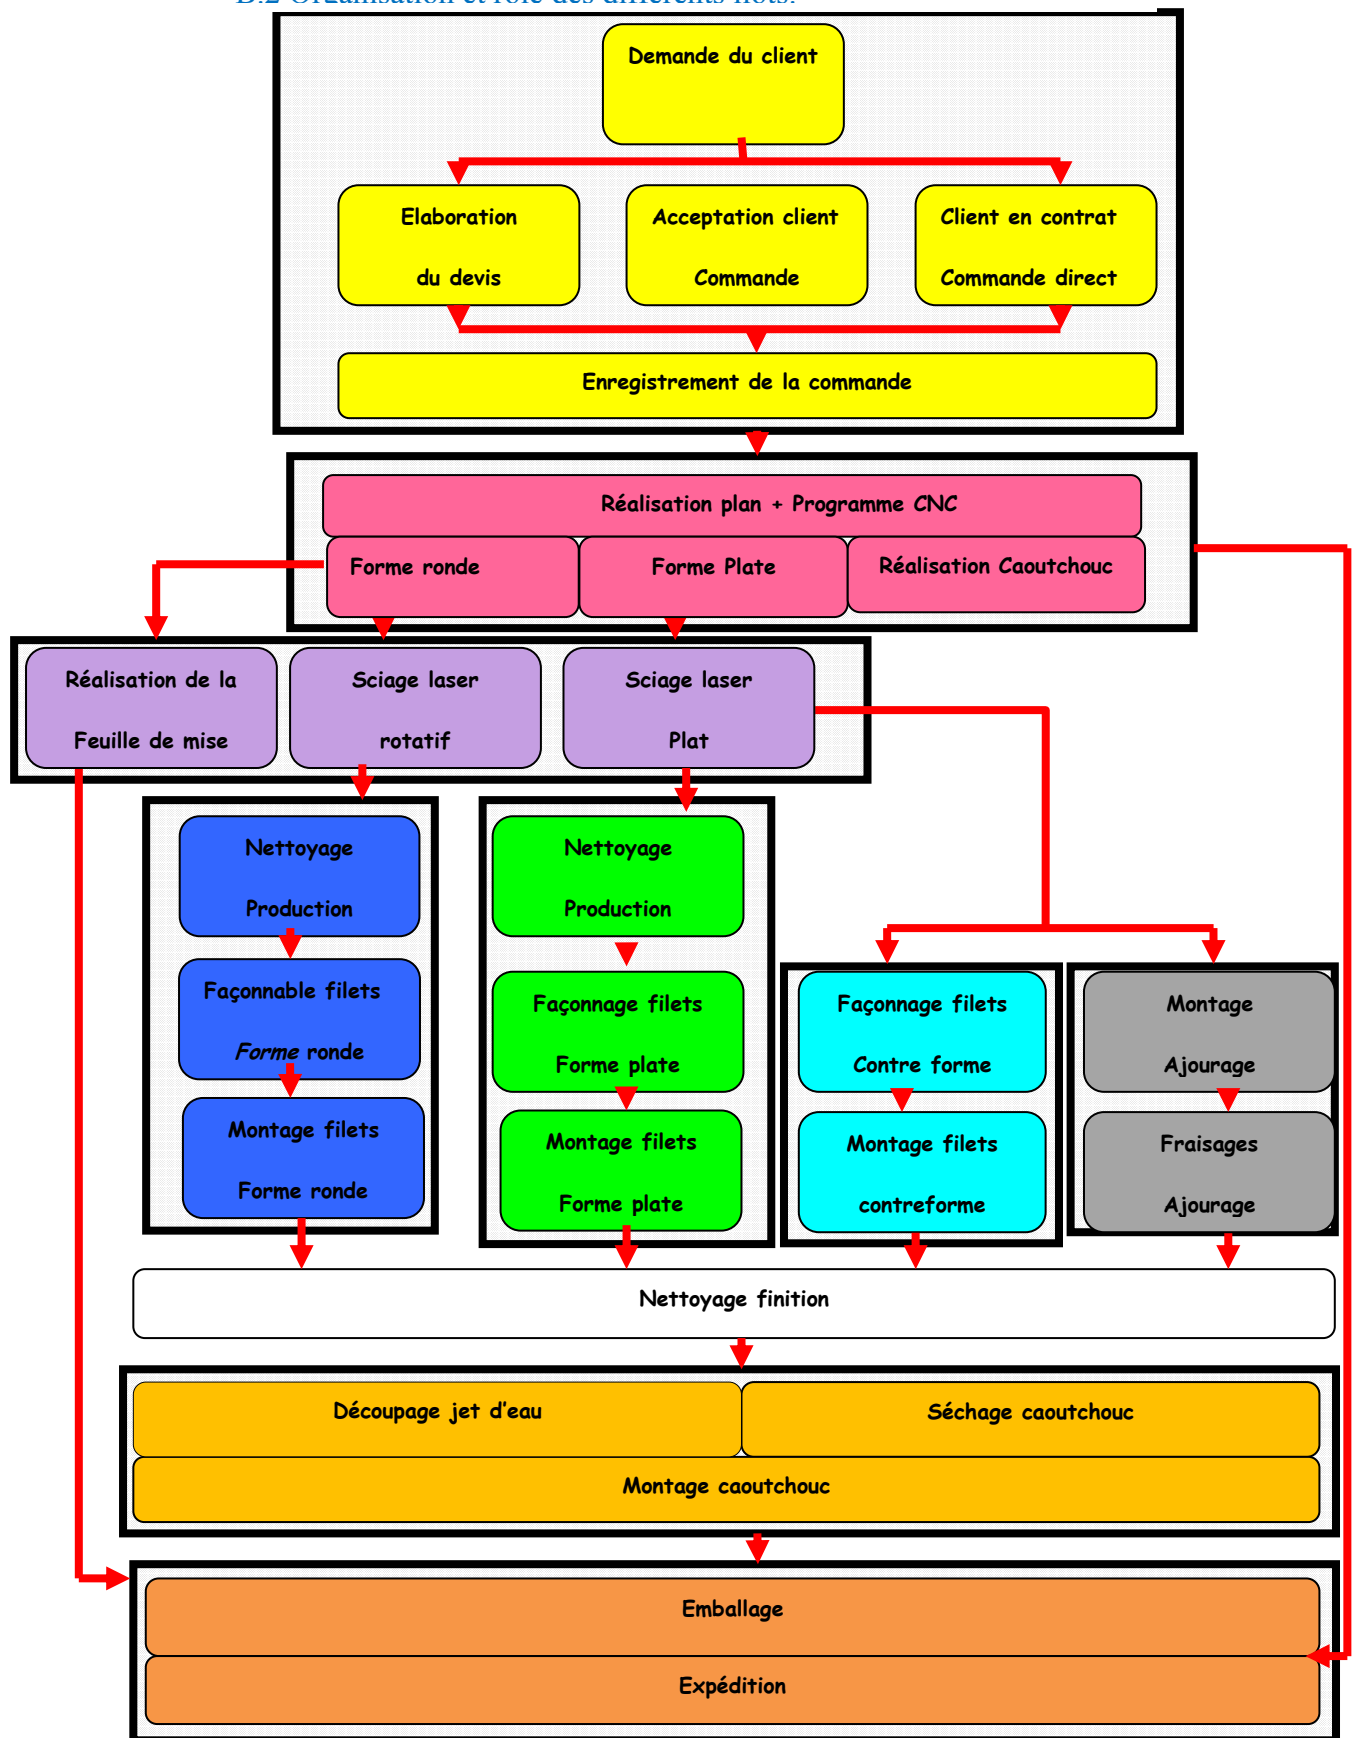 Demande du client
Elaboration
du devis
Acceptation client
Commande
Client en contrat
Commande direct
Enregistrement de la commande
Réalisation plan + Programme CNC
Forme ronde
Forme Plate
Réalisation Caoutchouc
Réalisation de la
Feuille de mise
Sciage laser
rotatif
Sciage laser
Plat
Nettoyage
Production
Façonnable filets
Forme ronde
Montage filets
Forme ronde
Nettoyage
Production
Façonnage filets
Forme plate
Montage filets
Forme plate
Façonnage filets
Contre forme
Montage filets
contreforme
Montage
Ajourage
Fraisages
Ajourage
Nettoyage finition
Découpage jet d'eau
Séchage caoutchouc
Montage caoutchouc
Emballage
Expédition